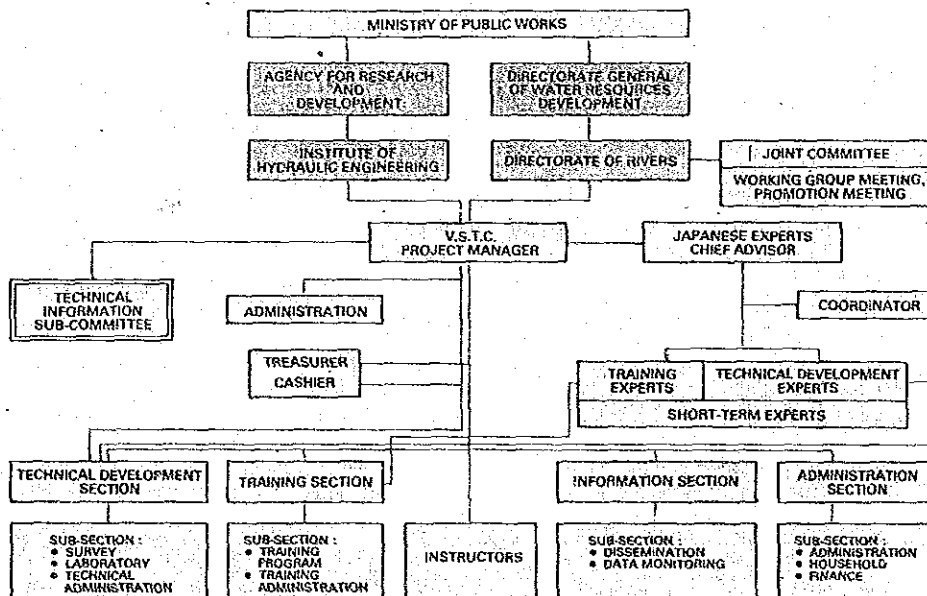 MINISTRY OF PUBLIC WORKS
AGENCY FOR RESEARCH
AND
DEVELOPMENT
DIRECTORATE GENERAL
OF WATER RESOURCES
DEVELOPMENT
INSTITUTE OF
HYDRAULIC ENGINEERING
DIRECTORATE OF RIVERS
JOINT COMMITTEE
WORKING GROUP MEETING,
PROMOTION MEETING
V.S.T.C.
PROJECT MANAGER
JAPANESE EXPERTS
CHIEF ADVISOR
TECHNICAL
INFORMATION
SUB-COMMITTEE
ADMINISTRATION
COORDINATOR
TREASURER
CASHIER
TRAINING
EXPERTS
TECHNICAL DEVELOPMENT
EXPERTS
SHORT-TERM EXPERTS
TECHNICAL DEVELOPMENT
SECTION
TRAINING SECTION
INFORMATION SECTION
ADMINISTRATION
SECTION
SUB-SECTION :
• SURVEY
• LABORATORY
• TECHNICAL
ADMINISTRATION
SUB-SECTION :
• TRAINING
PROGRAM
• TRAINING
ADMINISTRATION
INSTRUCTORS
SUB-SECTION :
• DISSEMINATION
• DATA MONITORING
SUB-SECTION :
• ADMINISTRATION
• HOUSEHOLD
• FINANCE